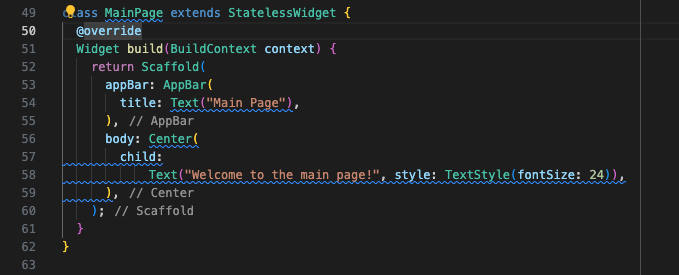 49 class MainPage extends StatelessWidget {
50 @override
51 Widget build(BuildContext context) {
52 return Scaffold(
53 appBar: AppBar(
54 title: Text("Main Page"),
55 ), // AppBar
56 body: Center(
57 child:
58 Text("Welcome to the main page!", style: TextStyle(fontSize: 24)),
59 ), // Center
60 ); // Scaffold
61 }
62 }
63